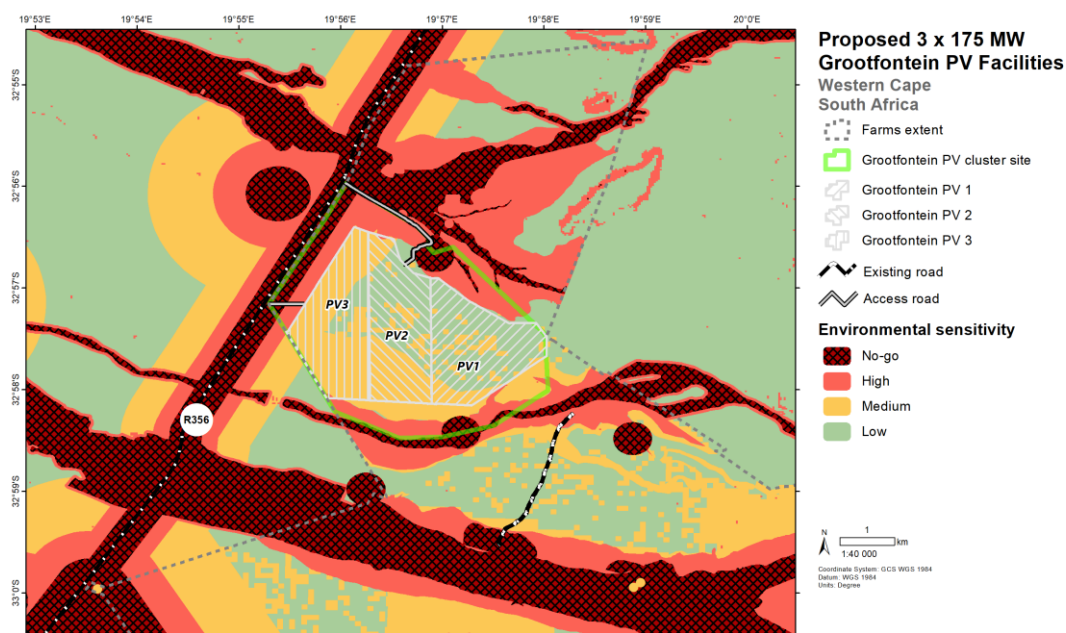 19°53'E 19°54'E 19°55'E 19°56'E 19°57'E 19°58'E 19°59'E 20°0'E
32°55'S
32°56'S
32°57'S
32°58'S
32°59'S
33°0'S
PV3
PV2
PV1
R356
Proposed 3 x 175 MW
Grootfontein PV Facilities
Western Cape
South Africa
Farms extent
Grootfontein PV cluster site
Grootfontein PV 1
Grootfontein PV 2
Grootfontein PV 3
Existing road
Access road
Environmental sensitivity
No-go
High
Medium
Low
N
1
km
1:40 000
Coordinate System: GCS WGS 1984
Datum: WGS 1984
Units: Degree